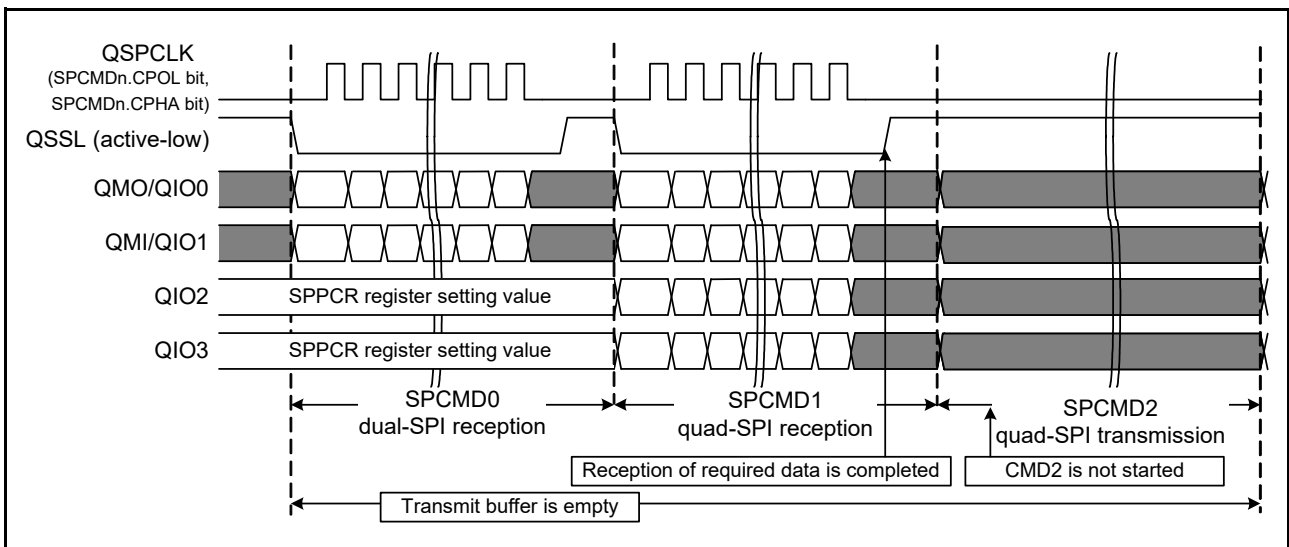 QSPCLK
(SPCMDn.CPOL bit,
SPCMDn.CPHA bit)
QSSL (active-low)
QMO/QIO0
QMI/QIO1
QIO2
SPPCR register setting value
QIO3
SPPCR register setting value
SPCMD0
dual-SPI reception
SPCMD1
quad-SPI reception
SPCMD2
quad-SPI transmission
Reception of required data is completed
CMD2 is not started
Transmit buffer is empty